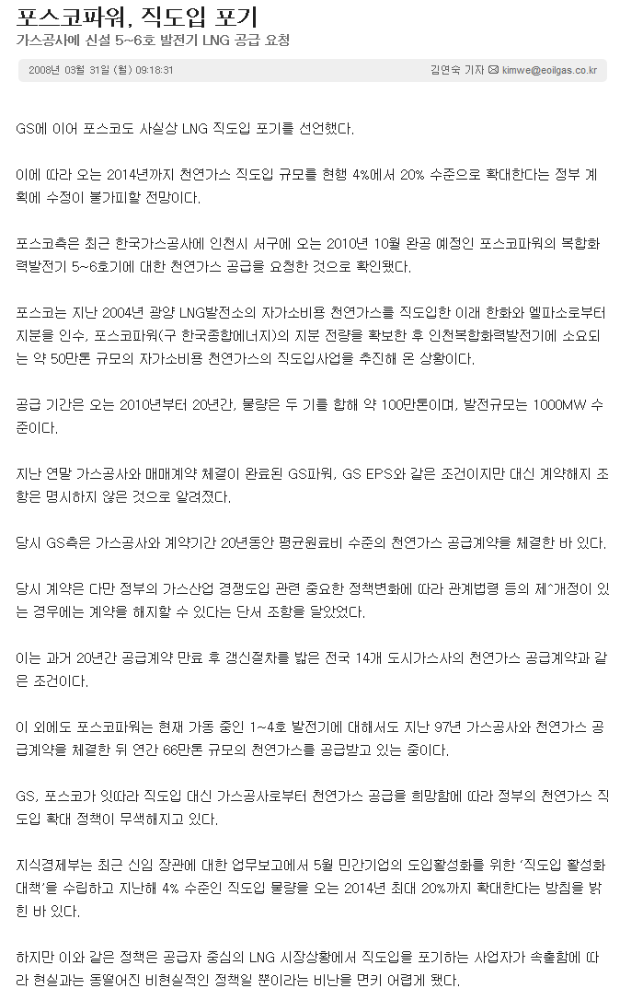 포스코파워, 직도입 포기
가스공사에 신설 5~6호 발전기 LNG 공급 요청
2008년 03월 31일 (월) 09:18:31 김연숙 기자 kimwe@eoilgas.co.kr
GS에 이어 포스코도 사실상 LNG 직도입 포기를 선언했다.
이에 따라 오는 2014년까지 천연가스 직도입 규모를 현행 4%에서 20% 수준으로 확대한다는 정부 계
획에 수정이 불가피할 전망이다.
포스코측은 최근 한국가스공사에 인천시 서구에 오는 2010년 10월 완공 예정인 포스코파워의 복합화
력발전기 5~6호기에 대한 천연가스 공급을 요청한 것으로 확인됐다.
포스코는 지난 2004년 광양 LNG발전소의 자가소비용 천연가스를 직도입한 이래 한화와 엘파소로부터
지분을 인수, 포스코파워(구 한국종합에너지)의 지분 전량을 확보한 후 인천복합화력발전기에 소요되
는 약 50만톤 규모의 자가소비용 천연가스의 직도입사업을 추진해 온 상황이다.
공급 기간은 오는 2010년부터 20년간, 물량은 두 기를 합해 약 100만톤이며, 발전규모는 1000MW 수
준이다.
지난 연말 가스공사와 매매계약 체결이 완료된 GS파워, GS EPS와 같은 조건이지만 대신 계약해지 조
항은 명시하지 않은 것으로 알려졌다.
당시 GS측은 가스공사와 계약기간 20년동안 평균원료비 수준의 천연가스 공급계약을 체결한 바 있다.
당시 계약은 다만 정부의 가스산업 경쟁도입 관련 중요한 정책변화에 따라 관계법령 등의 제^개정이 있
는 경우에는 계약을 해지할 수 있다는 단서 조항을 달았었다.
이는 과거 20년간 공급계약 만료 후 갱신절차를 밟은 전국 14개 도시가스사의 천연가스 공급계약과 같
은 조건이다.
이 외에도 포스코파워는 현재 가동 중인 1~4호 발전기에 대해서도 지난 97년 가스공사와 천연가스 공
급계약을 체결한 뒤 연간 66만톤 규모의 천연가스를 공급받고 있는 중이다.
GS, 포스코가 잇따라 직도입 대신 가스공사로부터 천연가스 공급을 희망함에 따라 정부의 천연가스 직
도입 확대 정책이 무색해지고 있다.
지식경제부는 최근 신임 장관에 대한 업무보고에서 5월 민간기업의 도입활성화를 위한 ‘직도입 활성화
대책’을 수립하고 지난해 4% 수준인 직도입 물량을 오는 2014년 최대 20%까지 확대한다는 방침을 밝
힌 바 있다.
하지만 이와 같은 정책은 공급자 중심의 LNG 시장상황에서 직도입을 포기하는 사업자가 속출함에 따
라 현실과는 동떨어진 비현실적인 정책일 뿐이라는 비난을 면키 어렵게 됐다.